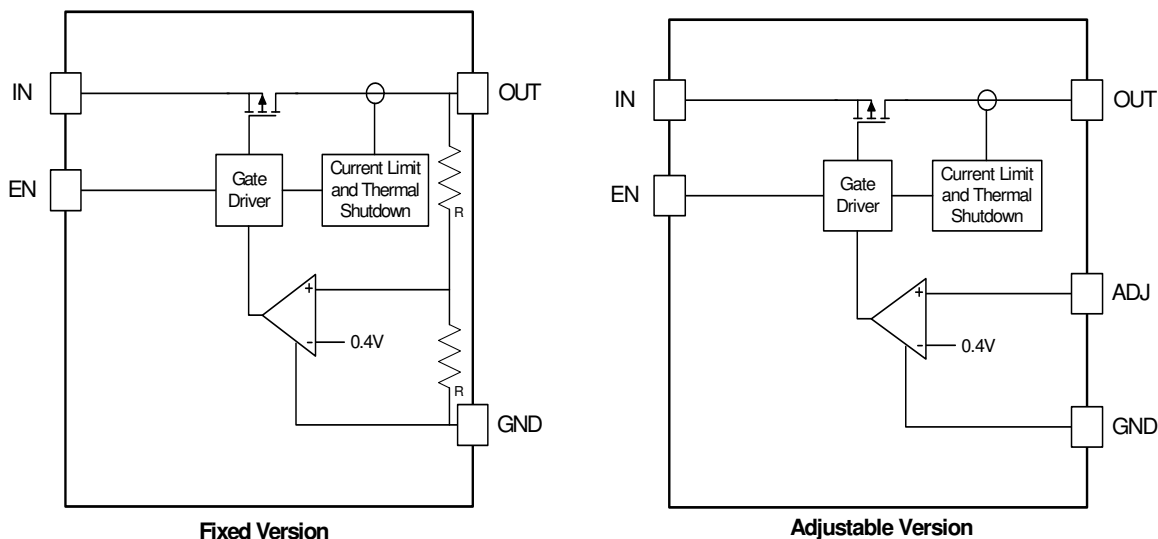 IN
OUT
EN
Gate
Driver
Current Limit
and Thermal
Shutdown
R
+
-
0.4V
R
GND
Fixed Version
IN
OUT
EN
Gate
Driver
Current Limit
and Thermal
Shutdown
ADJ
+
-
0.4V
GND
Adjustable Version